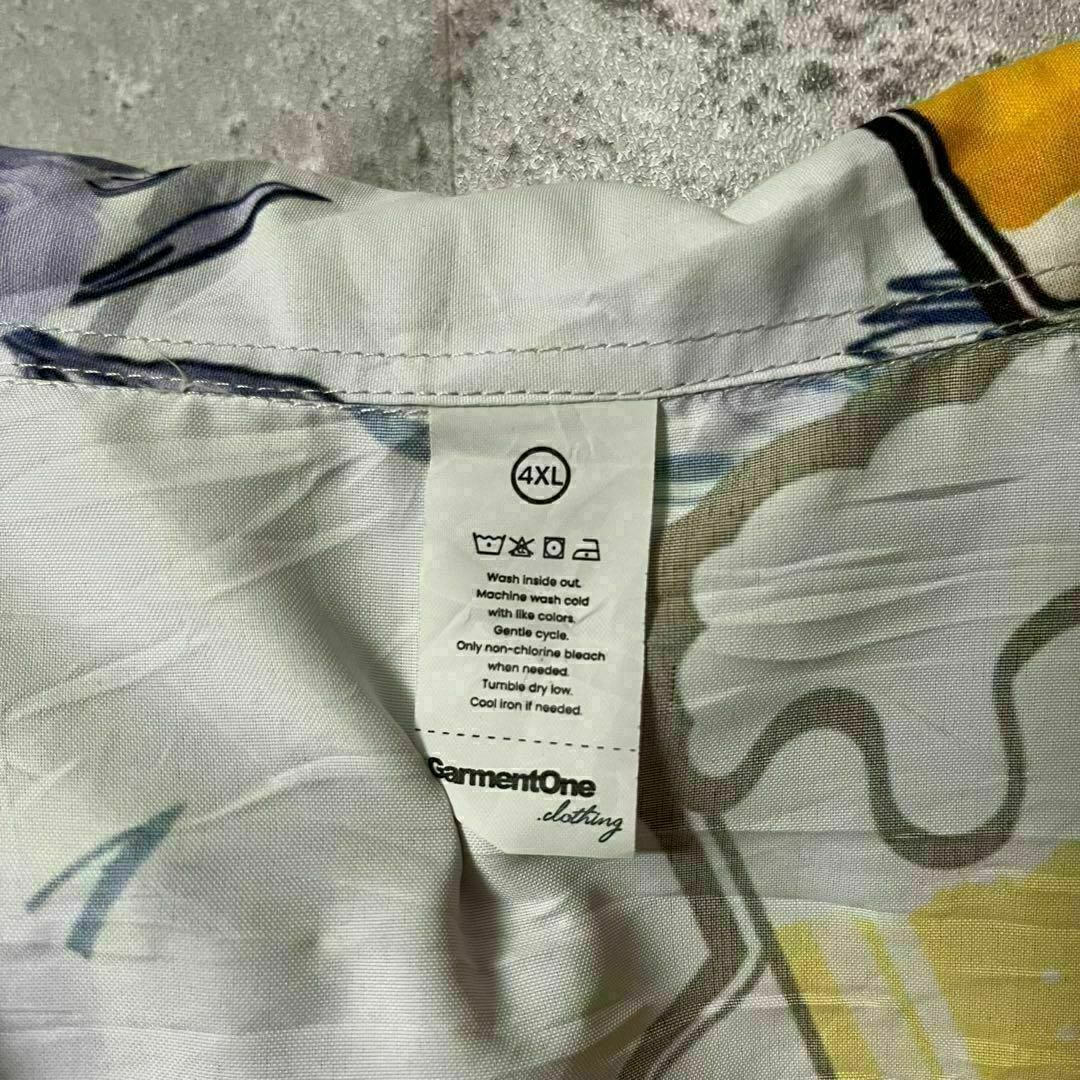 4XL
Wash inside out.
Machine wash cold
with like colors.
Gentle cycle.
Only non-chlorine bleach
when needed.
Tumble dry low.
Cool iron if needed.
GarmentOne
.clothing